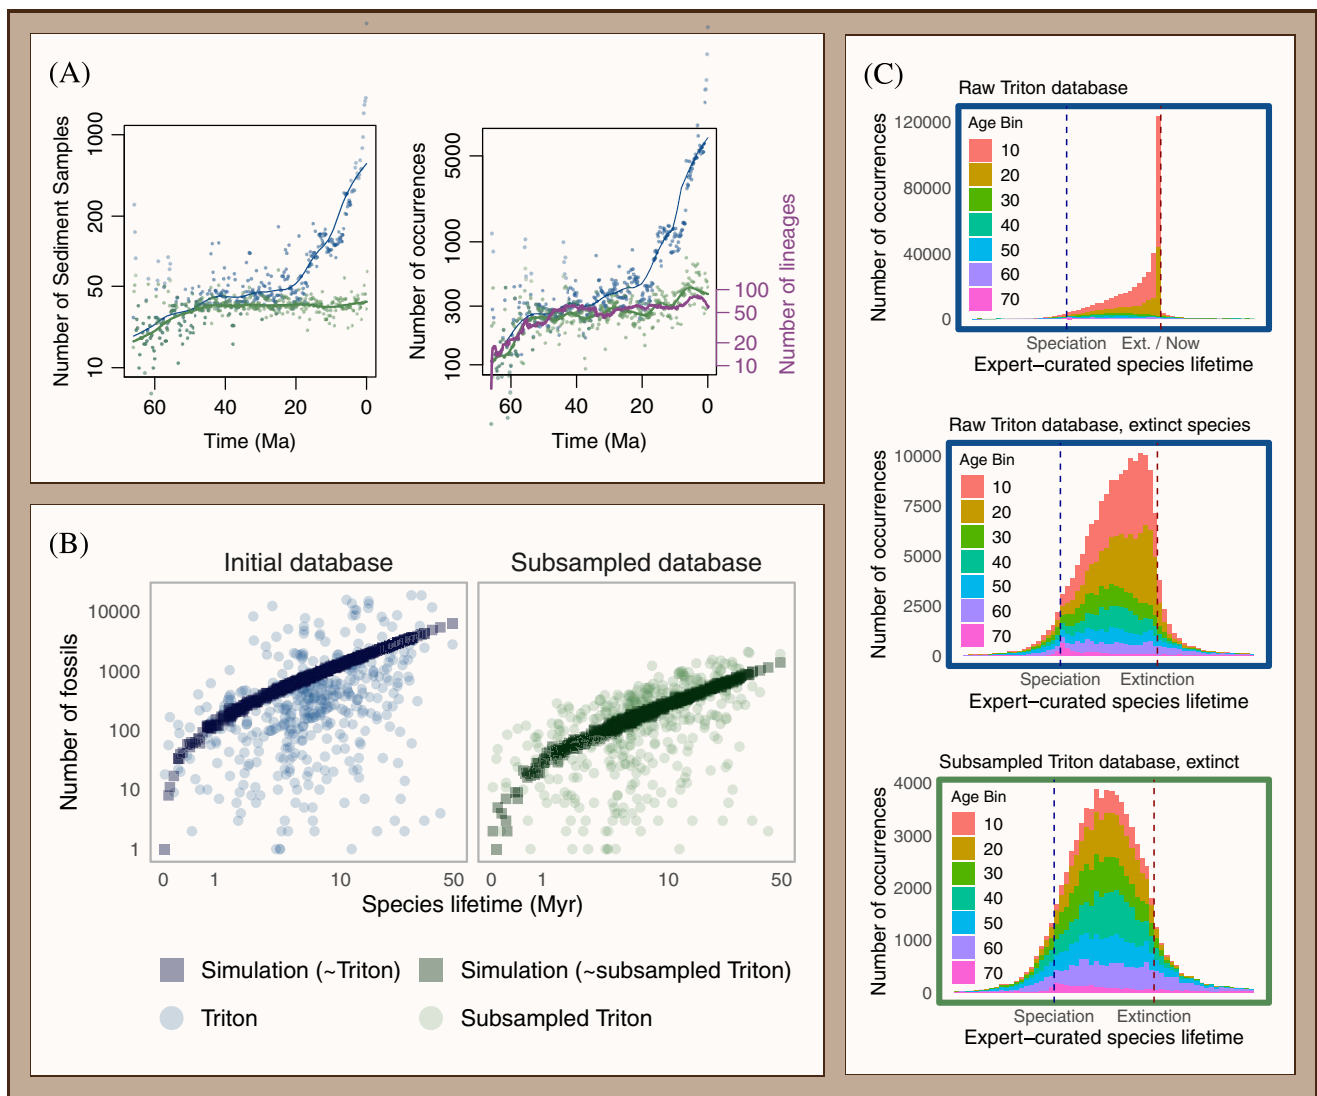 (A)
Number of Sediment Samples
1000
200
50
10
60
40
20
0
Time (Ma)
Number of occurrences
5000
1000
300
100
60
40
20
0
Time (Ma)
100
50
20
10
Number of lineages
(B)
Initial database
Subsampled database
Number of fossils
10000
1000
100
10
1
0
1
10
50
0
1
10
50
Species lifetime (Myr)
Simulation (~Triton)
Simulation (~subsampled Triton)
Triton
Subsampled Triton
(C)
Raw Triton database
Number of occurrences
120000
80000
40000
0
Age Bin
10
20
30
40
50
60
70
Speciation
Ext. / Now
Expert–curated species lifetime
Raw Triton database, extinct species
Number of occurrences
10000
7500
5000
2500
0
Age Bin
10
20
30
40
50
60
70
Speciation
Extinction
Expert–curated species lifetime
Subsampled Triton database, extinct
Number of occurrences
4000
3000
2000
1000
0
Age Bin
10
20
30
40
50
60
70
Speciation
Extinction
Expert–curated species lifetime